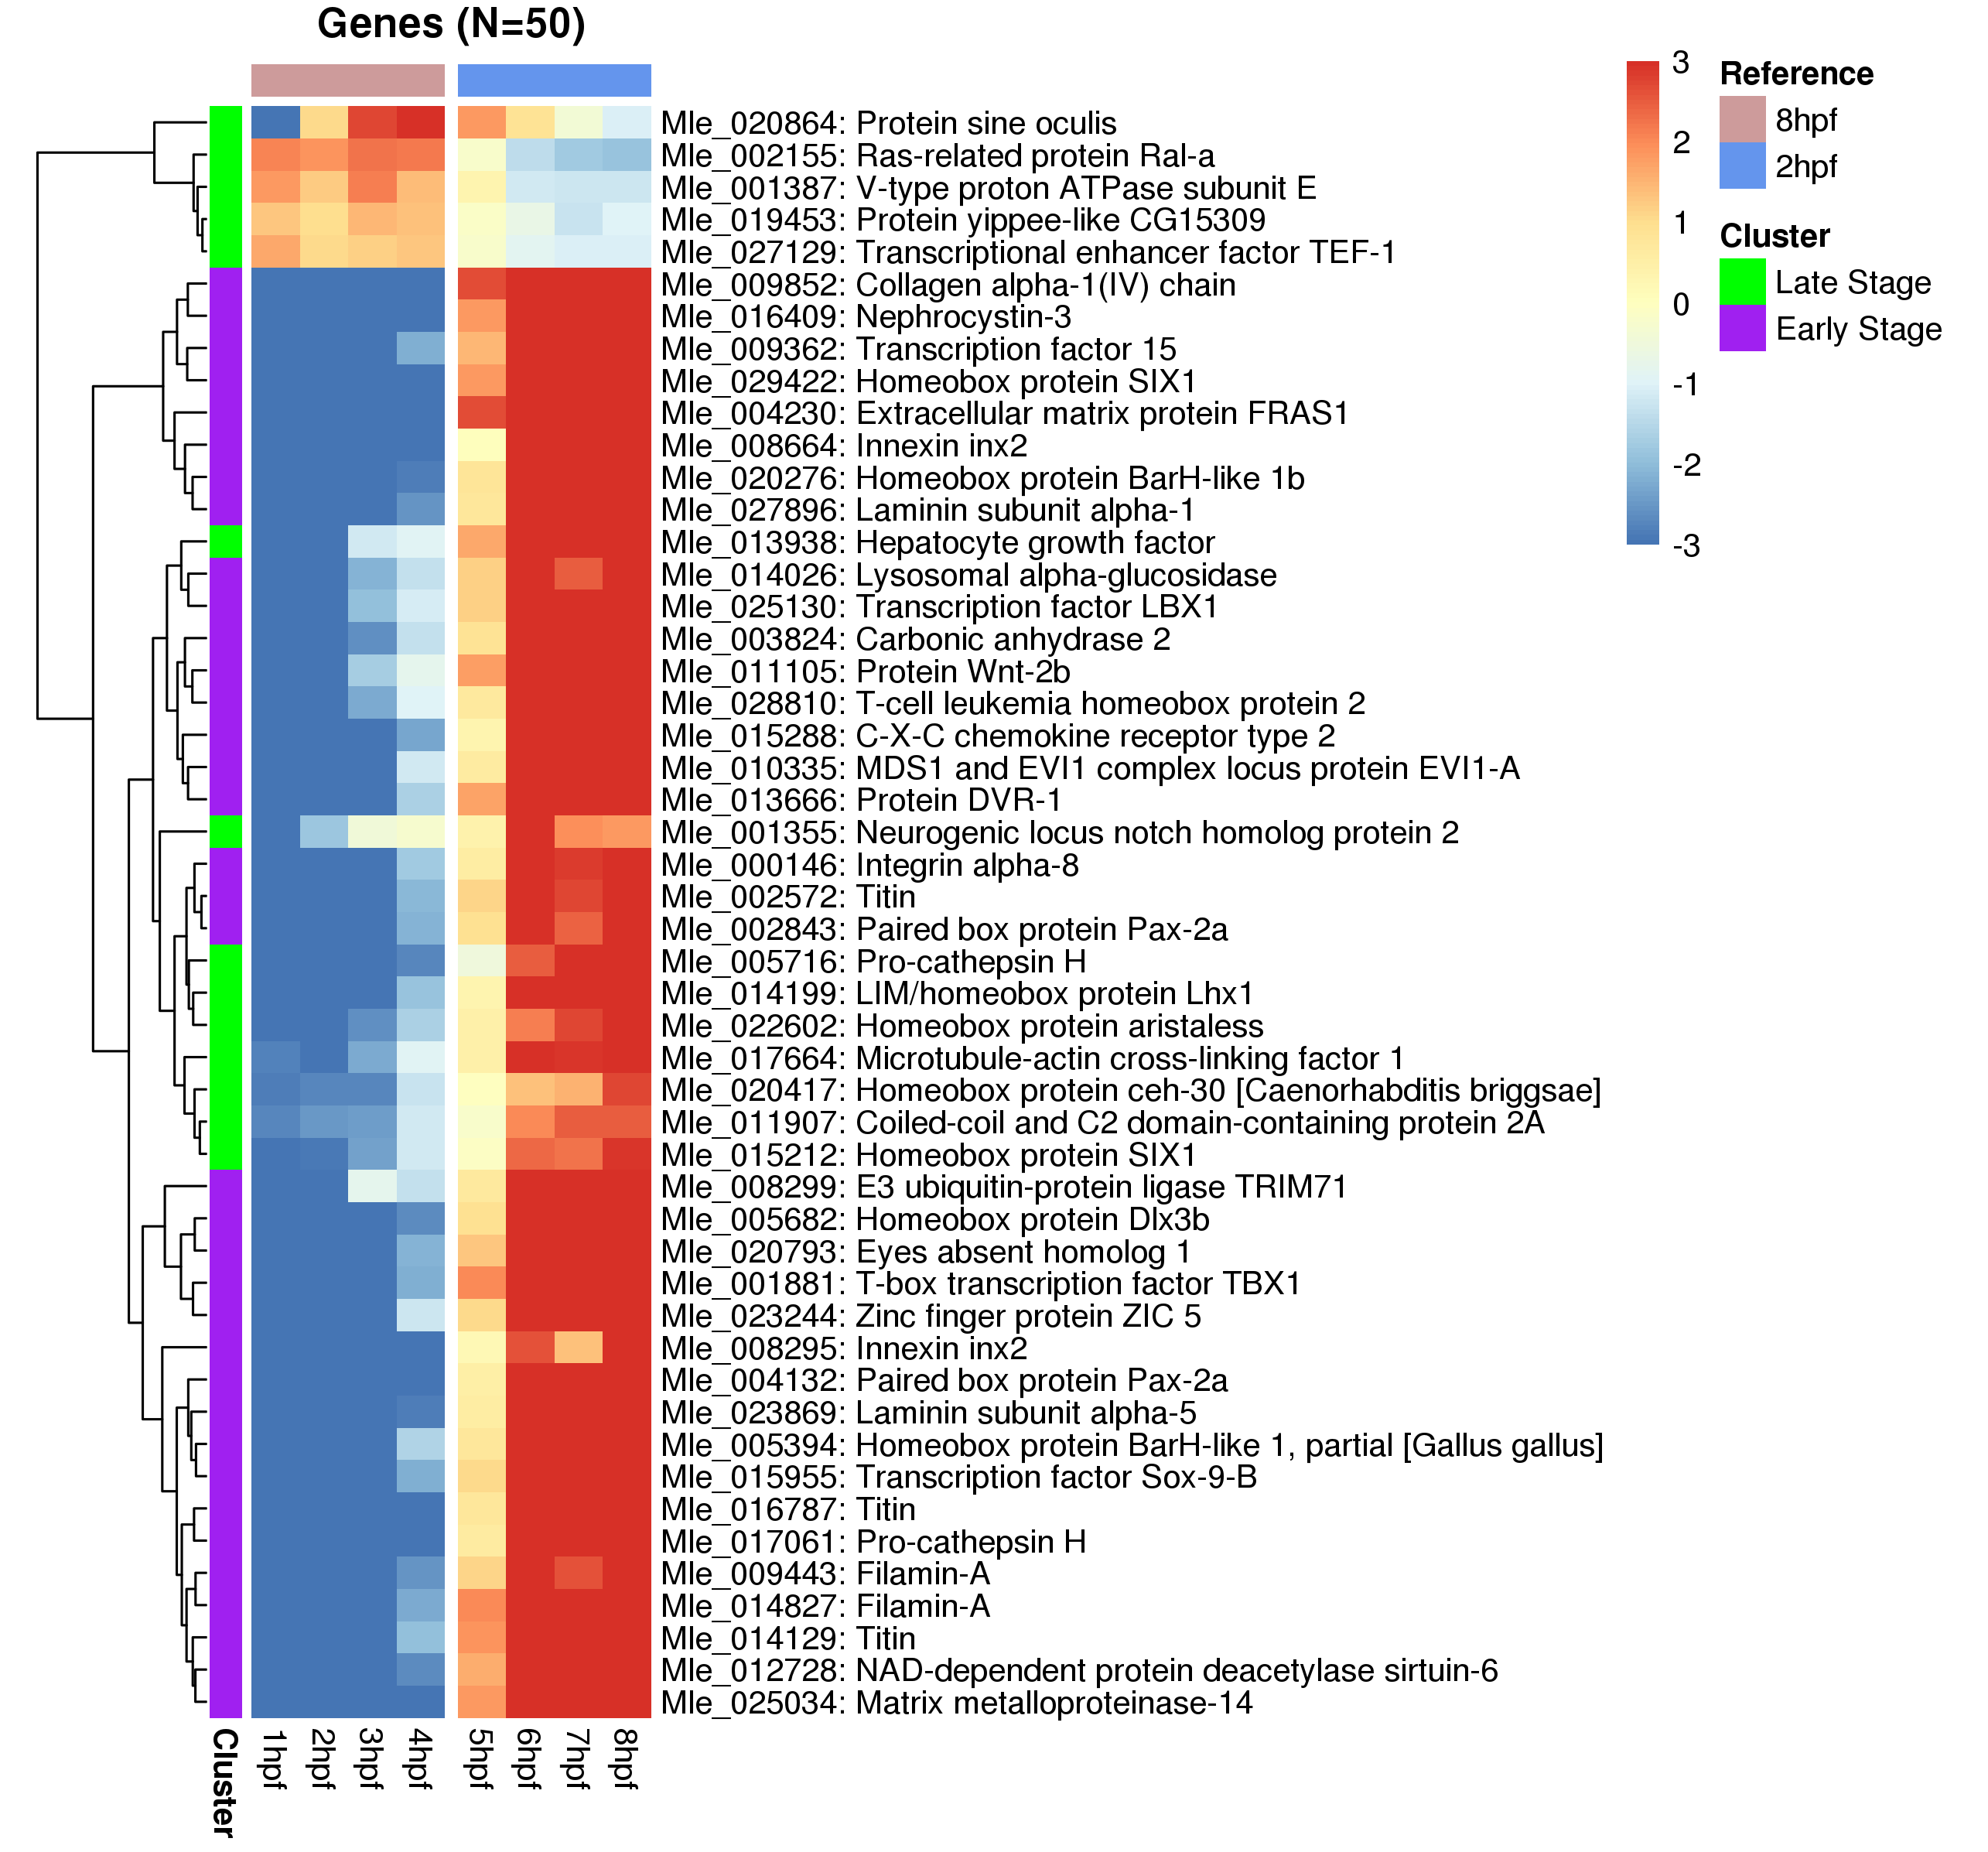 Genes (N=50)
Mle_020864: Protein sine oculis
Mle_002155: Ras-related protein Ral-a
Mle_001387: V-type proton ATPase subunit E
Mle_019453: Protein yippee-like CG15309
Mle_027129: Transcriptional enhancer factor TEF-1
Mle_009852: Collagen alpha-1(IV) chain
Mle_016409: Nephrocystin-3
Mle_009362: Transcription factor 15
Mle_029422: Homeobox protein SIX1
Mle_004230: Extracellular matrix protein FRAS1
Mle_008664: Innexin inx2
Mle_020276: Homeobox protein BarH-like 1b
Mle_027896: Laminin subunit alpha-1
Mle_013938: Hepatocyte growth factor
Mle_014026: Lysosomal alpha-glucosidase
Mle_025130: Transcription factor LBX1
Mle_003824: Carbonic anhydrase 2
Mle_011105: Protein Wnt-2b
Mle_028810: T-cell leukemia homeobox protein 2
Mle_015288: C-X-C chemokine receptor type 2
Mle_010335: MDS1 and EVI1 complex locus protein EVI1-A
Mle_013666: Protein DVR-1
Mle_001355: Neurogenic locus notch homolog protein 2
Mle_000146: Integrin alpha-8
Mle_002572: Titin
Mle_002843: Paired box protein Pax-2a
Mle_005716: Pro-cathepsin H
Mle_014199: LIM/homeobox protein Lhx1
Mle_022602: Homeobox protein aristaless
Mle_017664: Microtubule-actin cross-linking factor 1
Mle_020417: Homeobox protein ceh-30 [Caenorhabditis briggsae]
Mle_011907: Coiled-coil and C2 domain-containing protein 2A
Mle_015212: Homeobox protein SIX1
Mle_008299: E3 ubiquitin-protein ligase TRIM71
Mle_005682: Homeobox protein Dlx3b
Mle_020793: Eyes absent homolog 1
Mle_001881: T-box transcription factor TBX1
Mle_023244: Zinc finger protein ZIC 5
Mle_008295: Innexin inx2
Mle_004132: Paired box protein Pax-2a
Mle_023869: Laminin subunit alpha-5
Mle_005394: Homeobox protein BarH-like 1, partial [Gallus gallus]
Mle_015955: Transcription factor Sox-9-B
Mle_016787: Titin
Mle_017061: Pro-cathepsin H
Mle_009443: Filamin-A
Mle_014827: Filamin-A
Mle_014129: Titin
Mle_012728: NAD-dependent protein deacetylase sirtuin-6
Mle_025034: Matrix metalloproteinase-14
Cluster
1hpf
2hpf
3hpf
4hpf
5hpf
6hpf
7hpf
8hpf
3
2
1
0
-1
-2
-3
Reference
8hpf
2hpf
Cluster
Late Stage
Early Stage